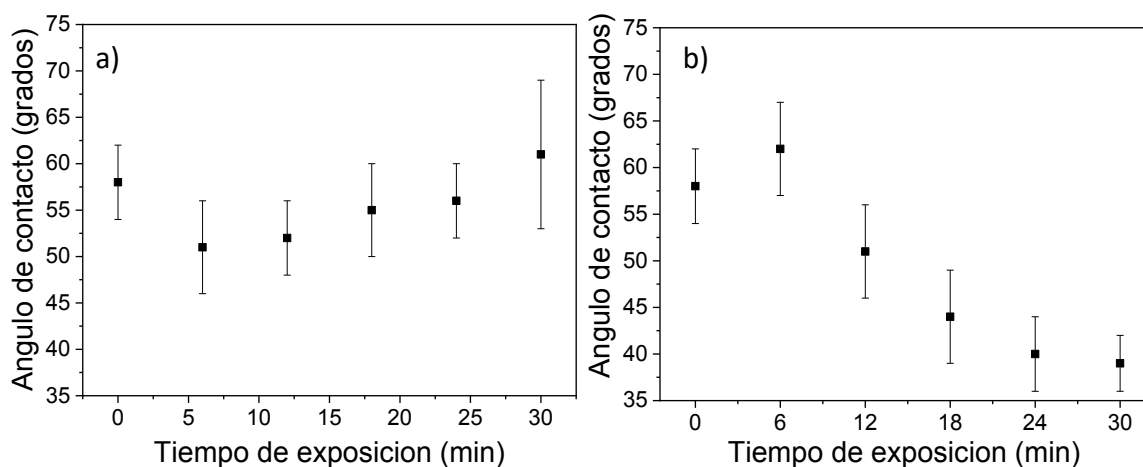 a)
Angulo de contacto (grados)
75
70
65
60
55
50
45
40
35
0 5 10 15 20 25 30
Tiempo de exposicion (min)
b)
Angulo de contacto (grados)
75
70
65
60
55
50
45
40
35
0 6 12 18 24 30
Tiempo de exposicion (min)